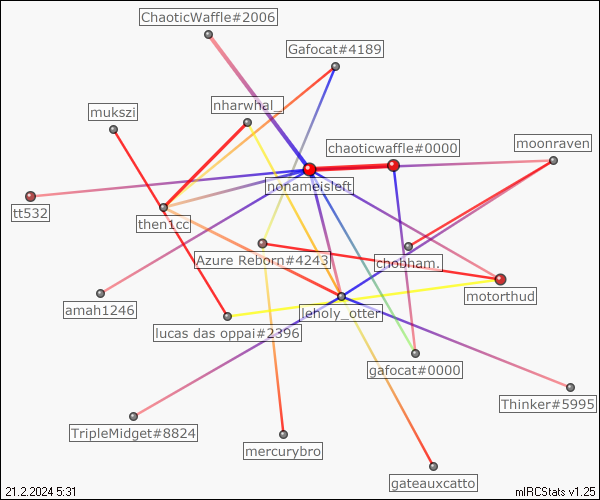 ChaoticWaffle#2006
Gafocat#4189
nharwhal_
mukszi
chaoticwaffle#0000
moonraven
nonameisleft
tt532
then1cc
Azure Reborn#4243
chobham.
motorthud
amah1246
leholy_otter
lucas das oppai#2396
gafocat#0000
Thinker#5995
TripleMidget#8824
mercurybro
gateauxcatto
21.2.2024 5:31
mIRCStats v1.25